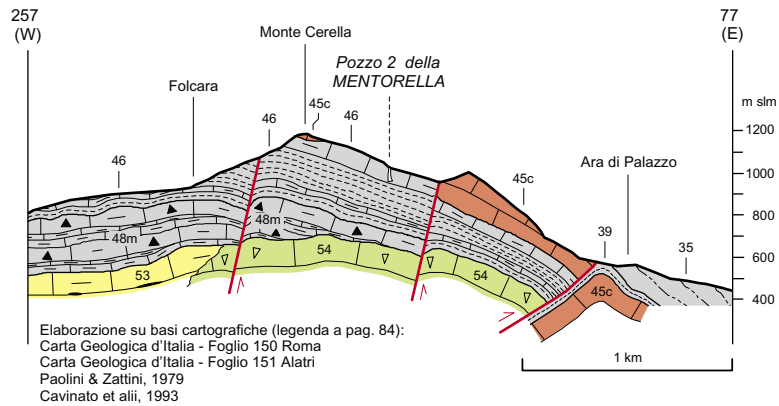 257
(W)
77
(E)
Monte Cerella
Pozzo 2 della
MENTORELLA
Folcara
45c
46
46
46
m slm
1200
1000
800
600
500
400
Ara di Palazzo
45c
39
35
48m
48m
53
54
54
45c
Elaborazione su basi cartografiche (legenda a pag. 84):
Carta Geologica d'Italia - Foglio 150 Roma
Carta Geologica d'Italia - Foglio 151 Alatri
Paolini & Zattini, 1979
Cavinato et alii, 1993
1 km